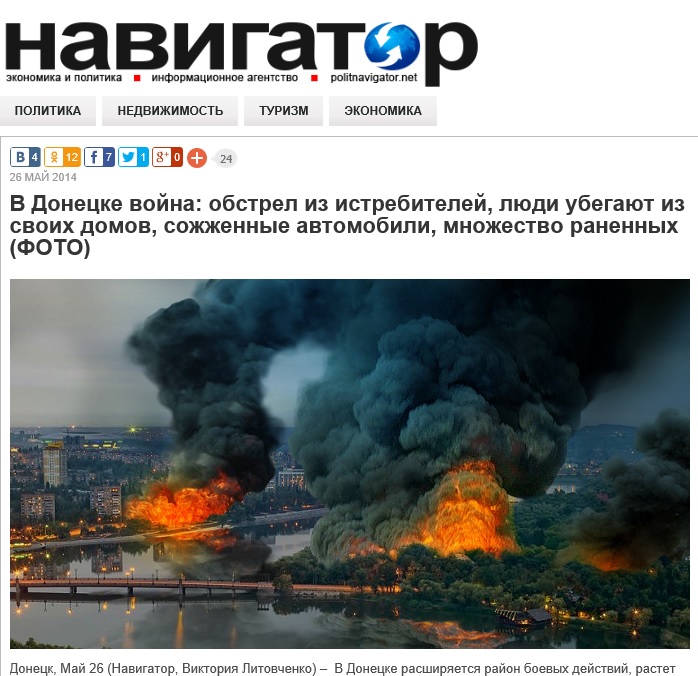 навигатор
экономика и политика ■ информационное агентство ■ politnavigator.net
ПОЛИТИКА НЕДВИЖИМОСТЬ ТУРИЗМ ЭКОНОМИКА
В 4 12 f 7 1 g+ 0 + 24
26 МАЙ 2014
В Донецке война: обстрел из истребителей, люди убегают из
своих домов, сожженные автомобили, множество раненных
(ФОТО)
Донецк, Май 26 (Навигатор, Виктория Литовченко) – В Донецке расширяется район боевых действий, растет